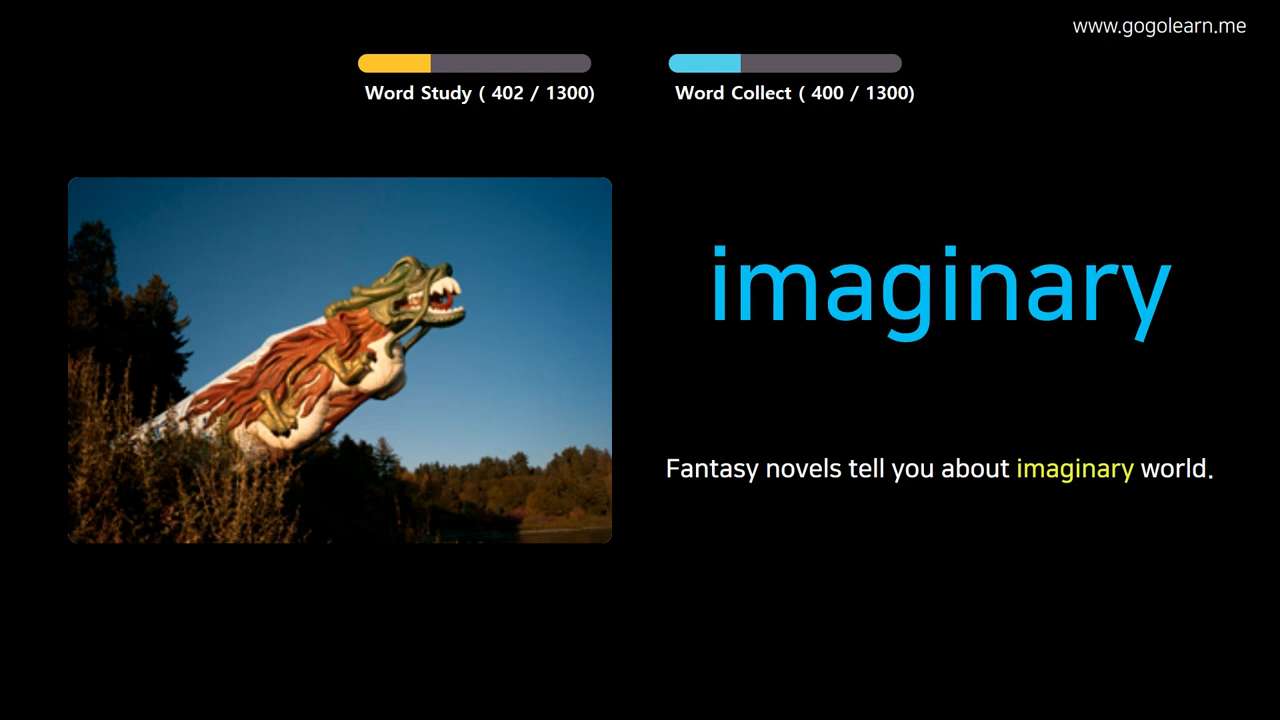 www.gogolearn.me
Word Study ( 402 / 1300)
Word Collect ( 400 / 1300)
imaginary
Fantasy novels tell you about imaginary world.